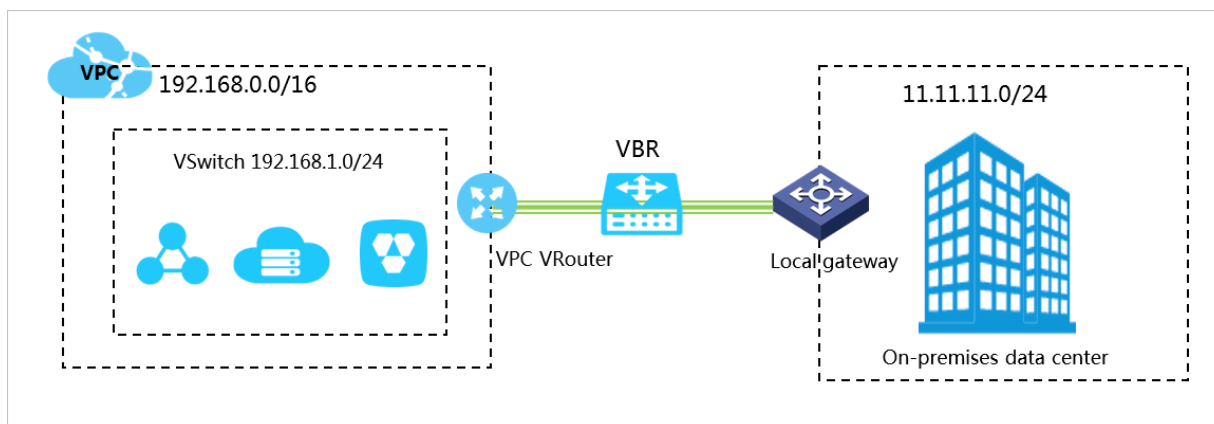 VPC
192.168.0.0/16
VSwitch 192.168.1.0/24
VPC VRouter
VBR
Local gateway
11.11.11.0/24
On-premises data center